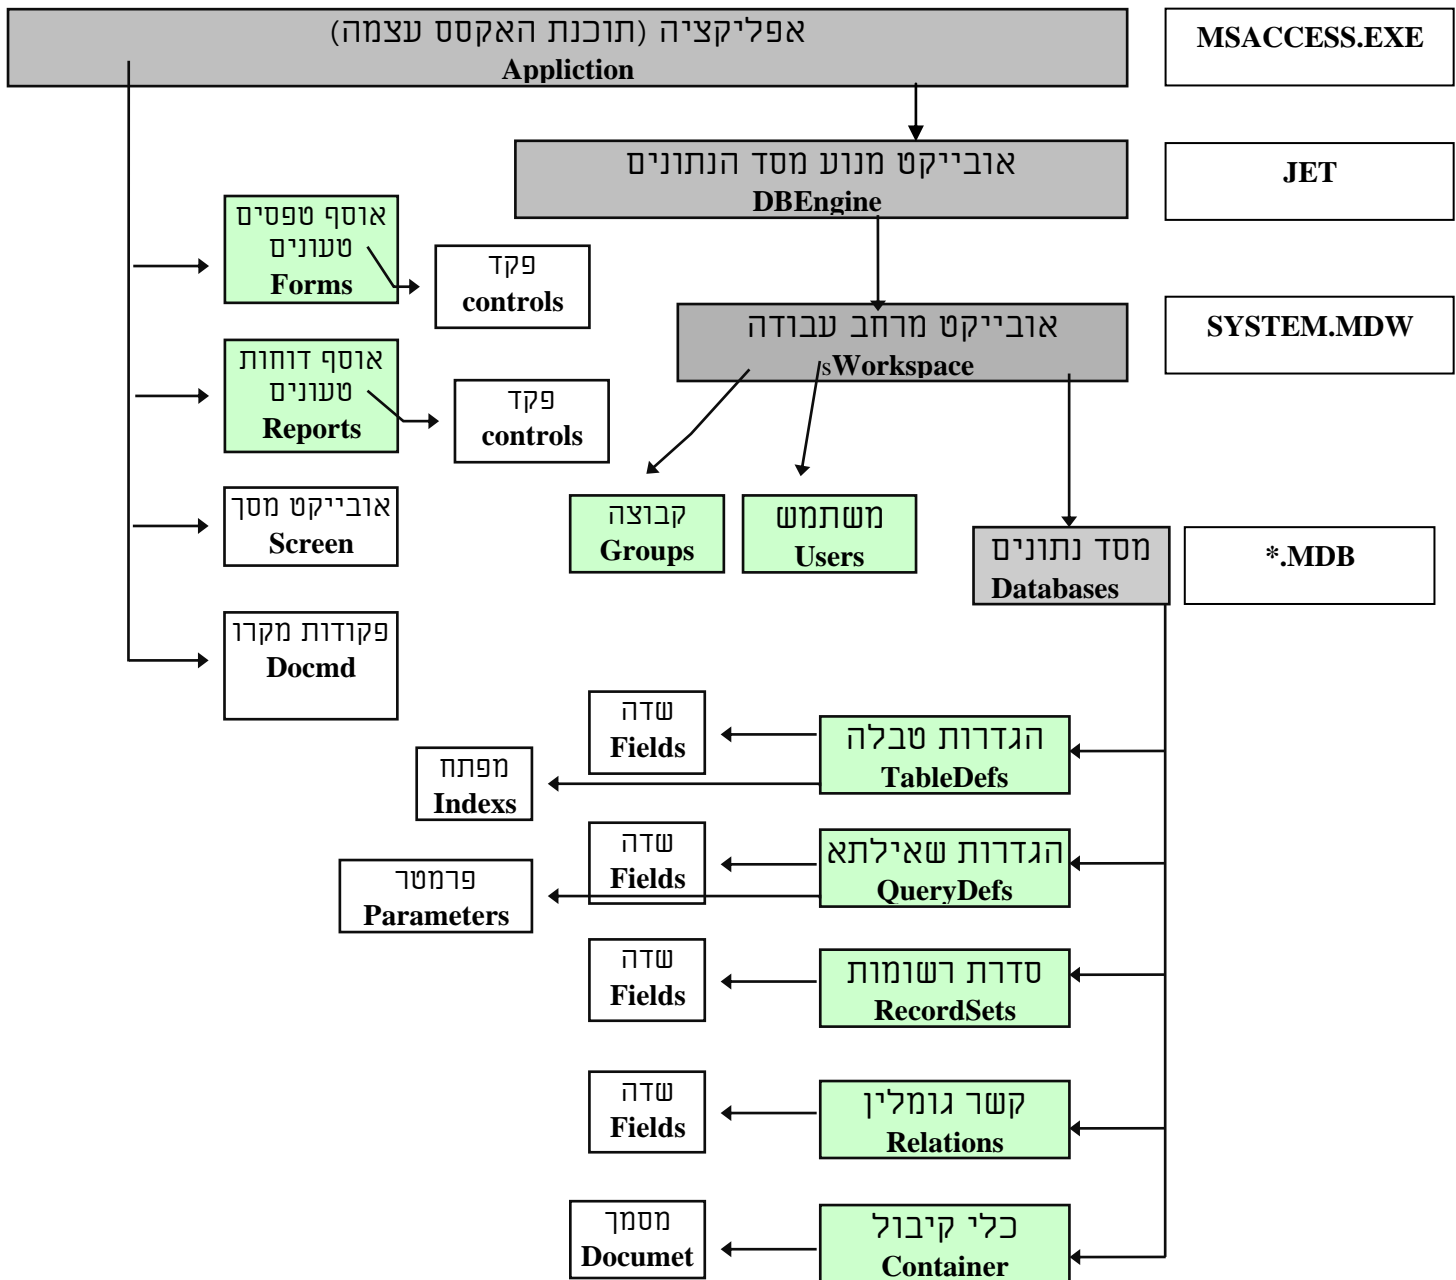 אפליקציה (תוכנת האקסס עצמה)
Appliction
MSACCESS.EXE
אובייקט מנוע מסד הנתונים
DBEngine
JET
אוסף טפסים
טעונים
Forms
פקד
controls
אובייקט מרחב עבודה
sWorkspace
SYSTEM.MDW
אוסף דוחות
טעונים
Reports
פקד
controls
אובייקט מסך
Screen
קבוצה
Groups
משתמש
Users
מסד נתונים
Databases
*.MDB
פקודות מקרו
Docmd
שדה
Fields
הגדרות טבלה
TableDefs
מפתח
Indexs
שדה
Fields
הגדרות שאילתא
QueryDefs
פרמטר
Parameters
שדה
Fields
סדרת רשומות
RecordSets
שדה
Fields
קשר גומלין
Relations
מסמך
Documet
כלי קיבול
Container